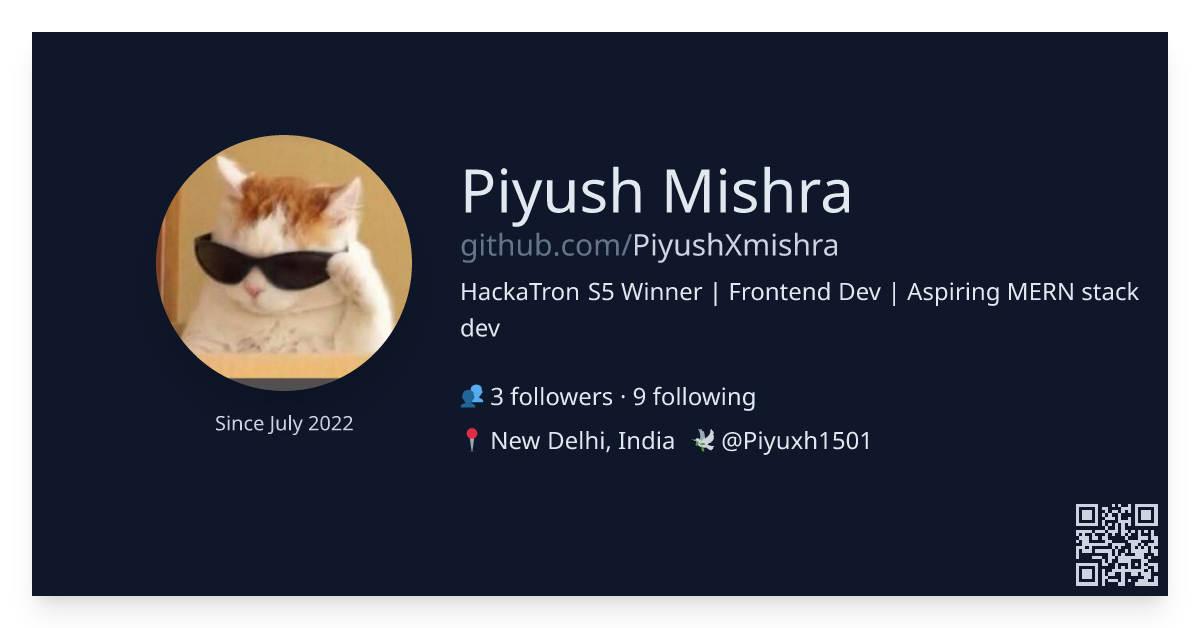 Piyush Mishra
github.com/PiyushXmishra
HackaTron S5 Winner | Frontend Dev | Aspiring MERN stack
dev
3 followers · 9 following
New Delhi, India @Piyuxh1501
Since July 2022